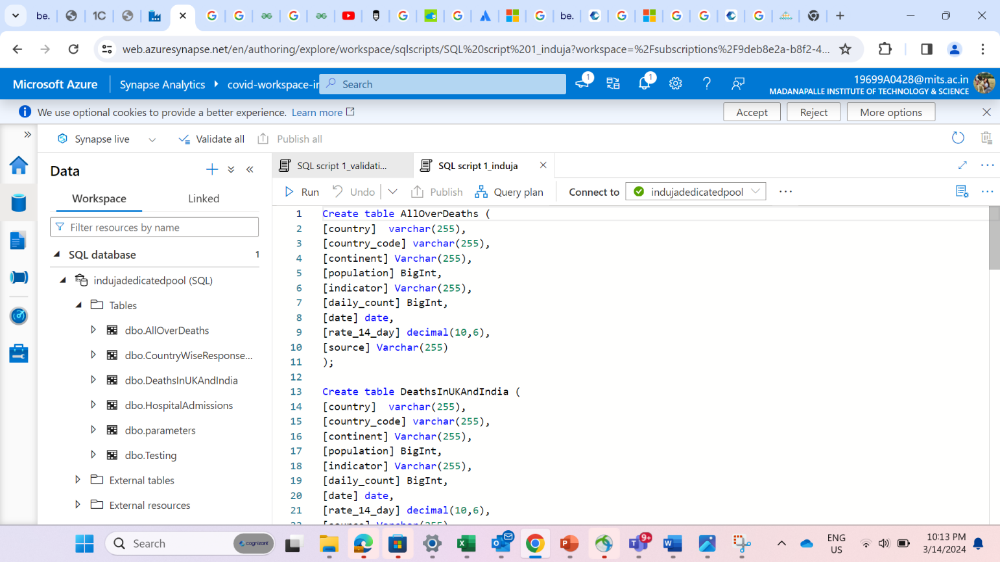 be.
1C
be.
web.azuresynapse.net/en/authoring/explore/workspace/sqlscripts/SQL%20script%201_induja?workspace=%2Fsubscriptions%2F9deb8e2a-b8f2-4...
Microsoft Azure
Synapse Analytics
covid-workspace-in
Search
1
1
19699A0428@mits.ac.in
MADANAPALLE INSTITUTE OF TECHNOLOGY & SCIENCE
We use optional cookies to provide a better experience. Learn more
Accept
Reject
More options
Synapse live
Validate all
Publish all
Data
Workspace
Linked
Filter resources by name
SQL database
1
indujadedicatedpool (SQL)
Tables
dbo.AllOverDeaths
dbo.CountryWiseResponse...
dbo.DeathsInUKAndIndia
dbo.HospitalAdmissions
dbo.parameters
dbo.Testing
External tables
External resources
SQL script 1_validati...
SQL script 1_induja
Run
Undo
Publish
Query plan
Connect to
indujadedicatedpool
1 Create table AllOverDeaths (
2 [country]  varchar(255),
3 [country_code] varchar(255),
4 [continent] Varchar(255),
5 [population] BigInt,
6 [indicator] Varchar(255),
7 [daily_count] BigInt,
8 [date] date,
9 [rate_14_day] decimal(10,6),
10 [source] Varchar(255)
11 );
12
13 Create table DeathsInUKAndIndia (
14 [country]  varchar(255),
15 [country_code] varchar(255),
16 [continent] Varchar(255),
17 [population] BigInt,
18 [indicator] Varchar(255),
19 [daily_count] BigInt,
20 [date] date,
21 [rate_14_day] decimal(10,6),
22 [source] Varchar(255)
Search
cognizant
9+
ENG
US
10:13 PM
3/14/2024